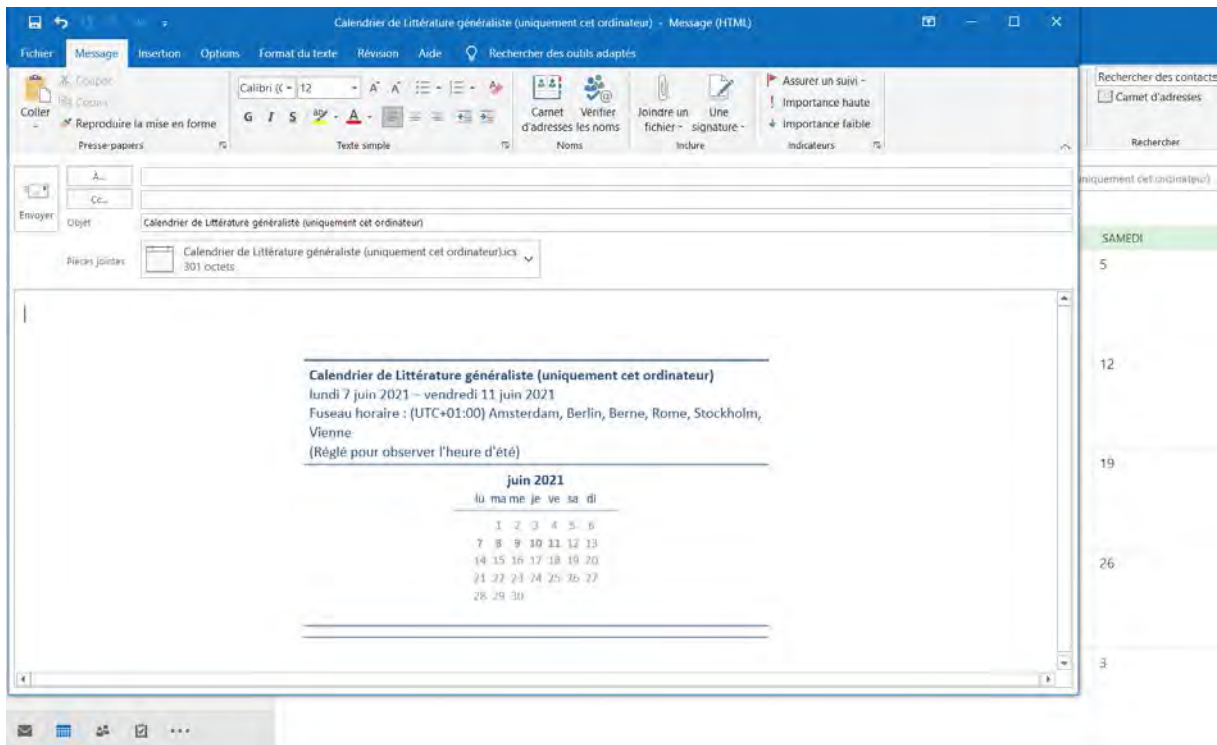 Calendrier de Littérature généraliste (uniquement cet ordinateur) - Message (HTML)
Fichier Message Insertion Options Format du texte Révision Aide Rechercher des outils adaptés
Coller
Couper
Copier
Reproduire la mise en forme
Presse-papiers
Calibri (C 12 A A
G I S A
Texte simple
Carnet d'adresses
Vérifier les noms
Noms
Joindre un fichier
Une signature
Inclure
Assurer un suivi
Importance haute
Importance faible
Indicateurs
Rechercher des contacts
Carnet d'adresses
Rechercher
Envoyer
À...
Cc...
Objet Calendrier de Littérature généraliste (uniquement cet ordinateur)
Pièces jointes Calendrier de Littérature généraliste (uniquement cet ordinateur).ics
301 octets
Calendrier de Littérature généraliste (uniquement cet ordinateur)
lundi 7 juin 2021 – vendredi 11 juin 2021
Fuseau horaire : (UTC+01:00) Amsterdam, Berlin, Berne, Rome, Stockholm,
Vienne
(Réglé pour observer l'heure d'été)
juin 2021
lu ma me je ve sa di
1 2 3 4 5 6
7 8 9 10 11 12 13
14 15 16 17 18 19 20
21 22 23 24 25 26 27
28 29 30
uniquement cet ordinateur)
SAMEDI
5
12
19
26
3